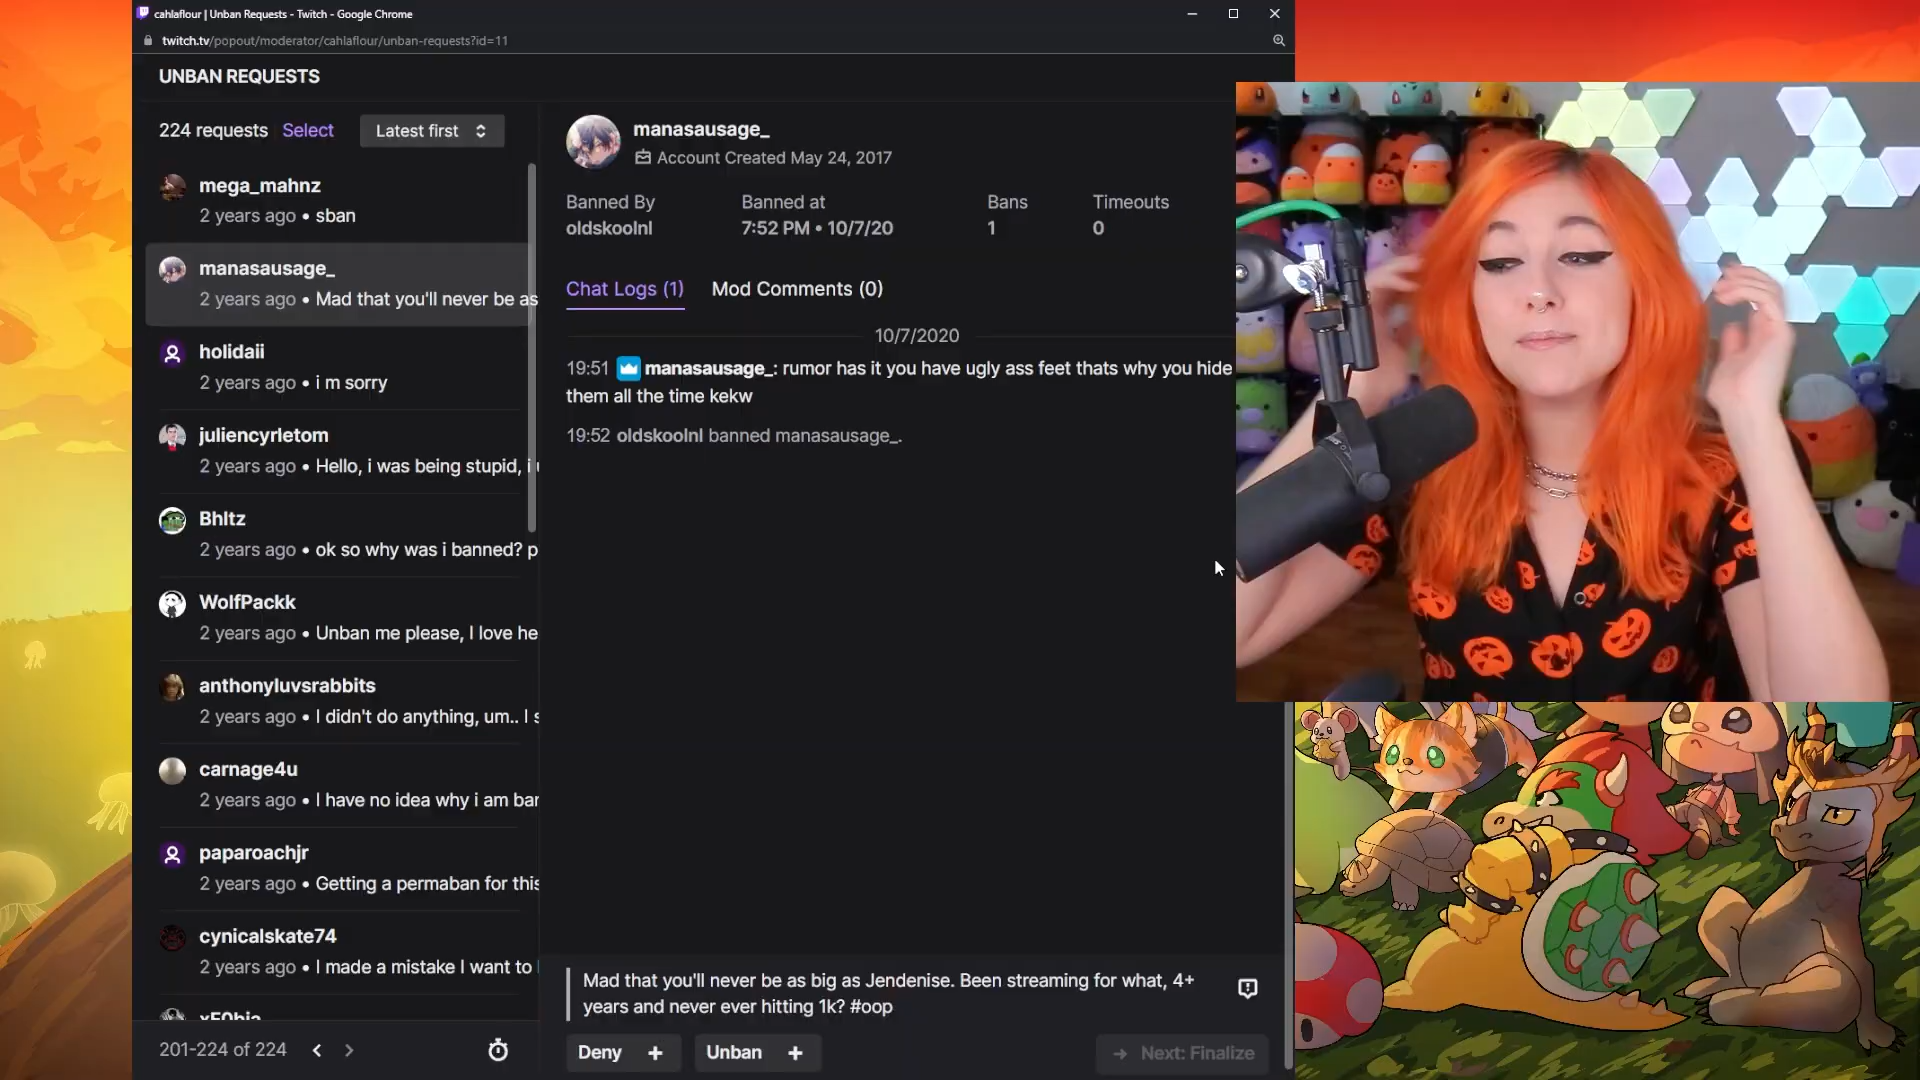 cahlaflour | Unban Requests - Twitch - Google Chrome
twitch.tv/popout/moderator/cahlaflour/unban-requests?id=11
UNBAN REQUESTS
224 requests Select Latest first
mega_mahnz
2 years ago • sban
manasausage_
2 years ago • Mad that you'll never be as
holidaii
2 years ago • i m sorry
juliencyrletom
2 years ago • Hello, i was being stupid, i
Bhltz
2 years ago • ok so why was i banned? p
WolfPackk
2 years ago • Unban me please, I love he
anthonyluvsrabbits
2 years ago • I didn't do anything, um.. I s
carnage4u
2 years ago • I have no idea why i am bar
paparoachjr
2 years ago • Getting a permaban for this
cynicalskate74
2 years ago • I made a mistake I want to
201-224 of 224
manasausage_
Account Created May 24, 2017
Banned By Banned at Bans Timeouts
oldskoolnl 7:52 PM • 10/7/20 1 0
Chat Logs (1) Mod Comments (0)
10/7/2020
19:51 manasausage_: rumor has it you have ugly ass feet thats why you hide
them all the time kekw
19:52 oldskoolnl banned manasausage_.
Mad that you'll never be as big as Jendenise. Been streaming for what, 4+
years and never ever hitting 1k? #oop
Deny + Unban + Next: Finalize